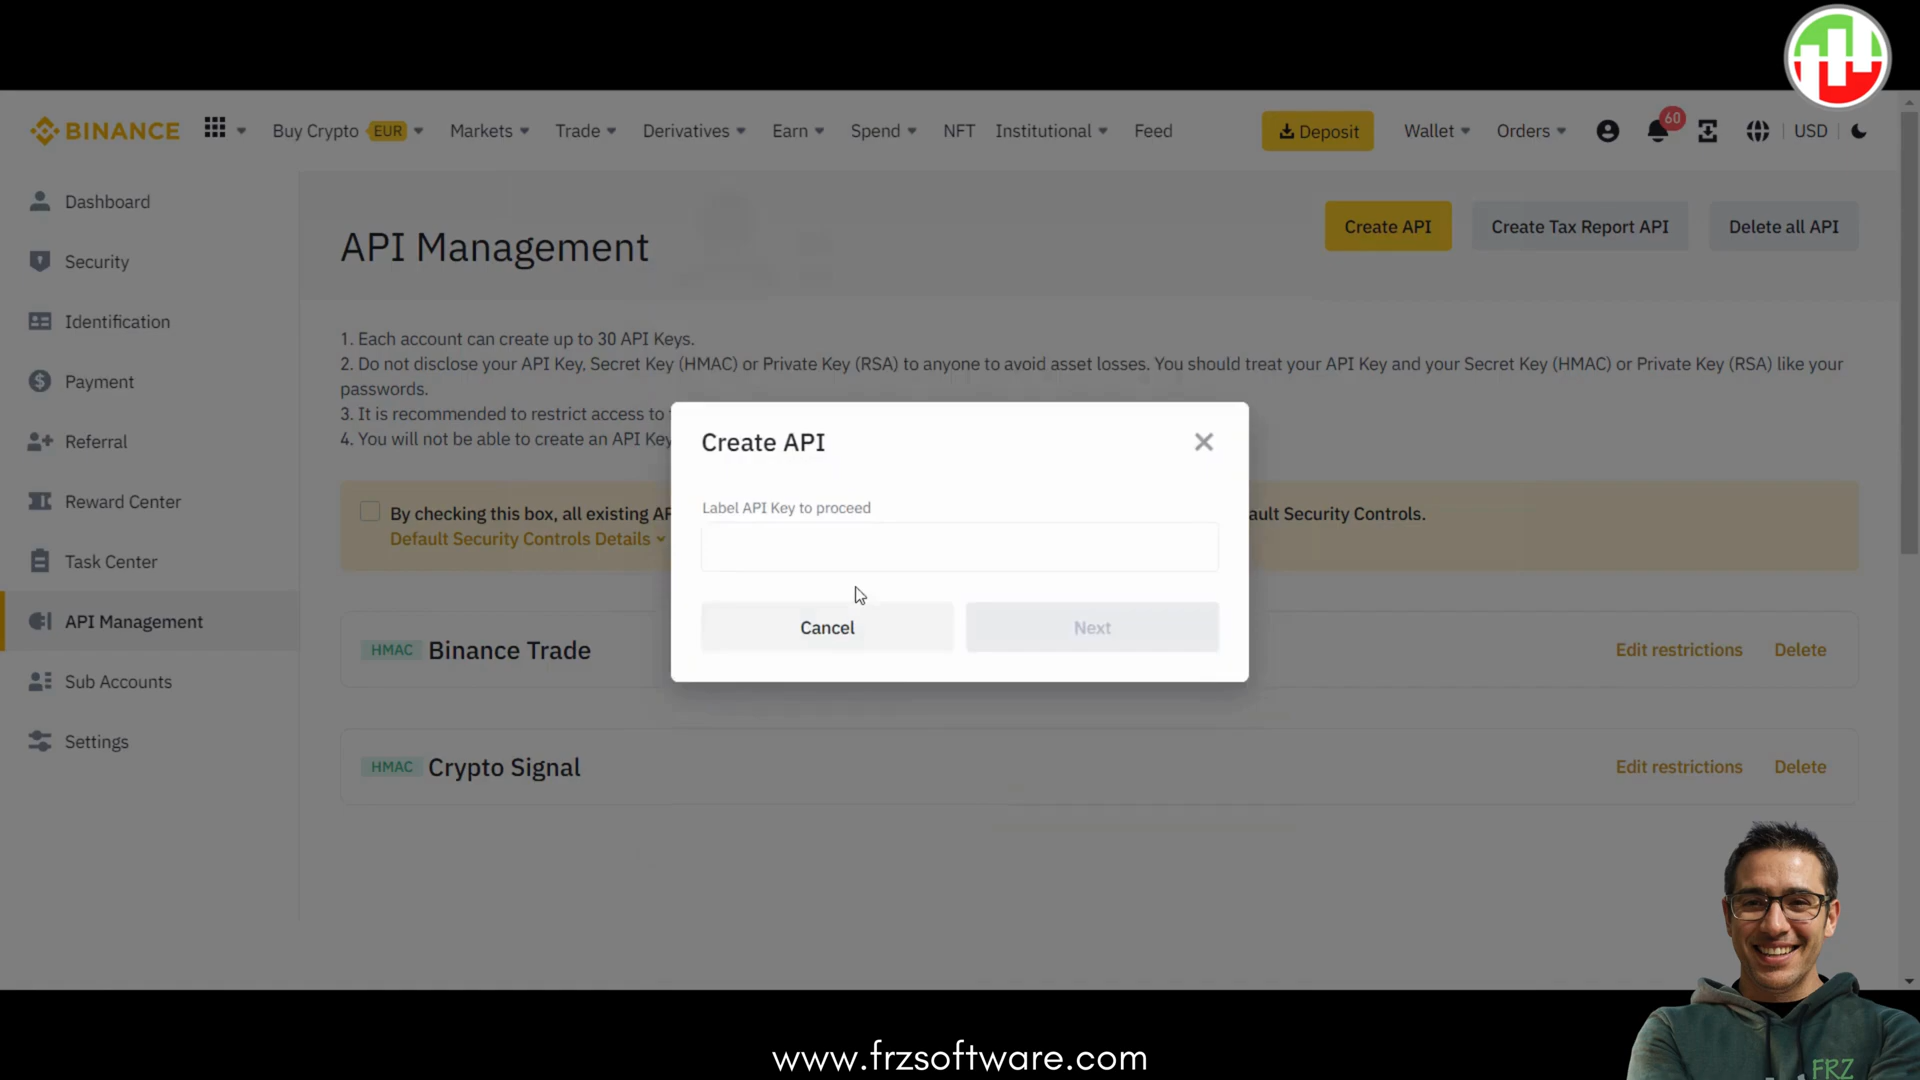 BINANCE
Buy Crypto EUR
Markets
Trade
Derivatives
Earn
Spend
NFT
Institutional
Feed
Deposit
Wallet
Orders
60
USD
Dashboard
Security
Identification
Payment
Referral
Reward Center
Task Center
API Management
Sub Accounts
Settings
API Management
Create API
Create Tax Report API
Delete all API
1. Each account can create up to 30 API Keys.
2. Do not disclose your API Key, Secret Key (HMAC) or Private Key (RSA) to anyone to avoid asset losses. You should treat your API Key and your Secret Key (HMAC) or Private Key (RSA) like your
passwords.
3. It is recommended to restrict access to
4. You will not be able to create an API Key
By checking this box, all existing AP
ault Security Controls.
Default Security Controls Details
Create API
Label API Key to proceed
Cancel
Next
HMAC Binance Trade
Edit restrictions
Delete
HMAC Crypto Signal
Edit restrictions
Delete
FRZ
www.frzsoftware.com